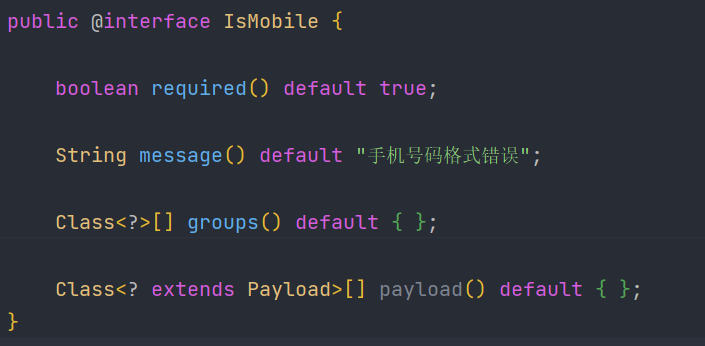 public @interface IsMobile {
boolean required() default true;
String message() default "手机号码格式错误";
Class<?>[] groups() default { };
Class<? extends Payload>[] payload() default { };
}